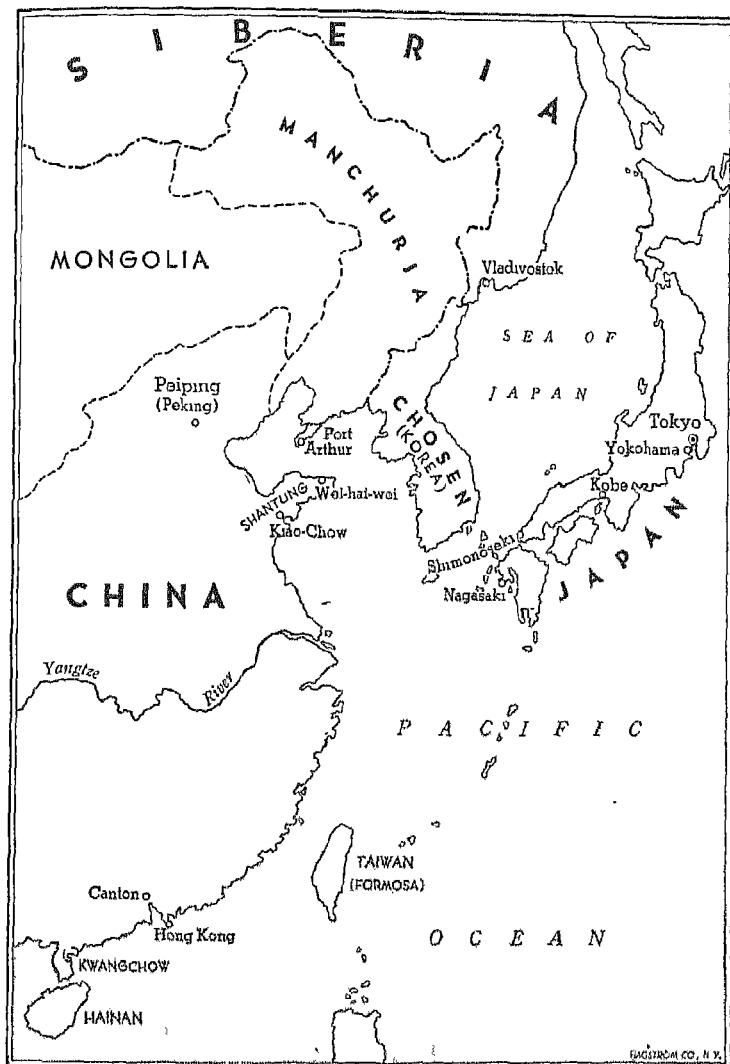 SIBERIA
MANCHURIA
MONGOLIA
Vladivostok
SEA OF
JAPAN
Peiping
(Peking)
Port
Arthur
CHOSEN
(KOREA)
Tokyo
Yokohama
Kobe
SHANTUNG
Wei-hai-wei
Kiao-Chow
Shimonoseki
Nagasaki
JAPAN
CHINA
Yangtze River
PACIFIC
TAIWAN
(FORMOSA)
Canton
Hong Kong
OCEAN
KWANGCHOW
HAINAN
HAGSTROM CO., N.Y.